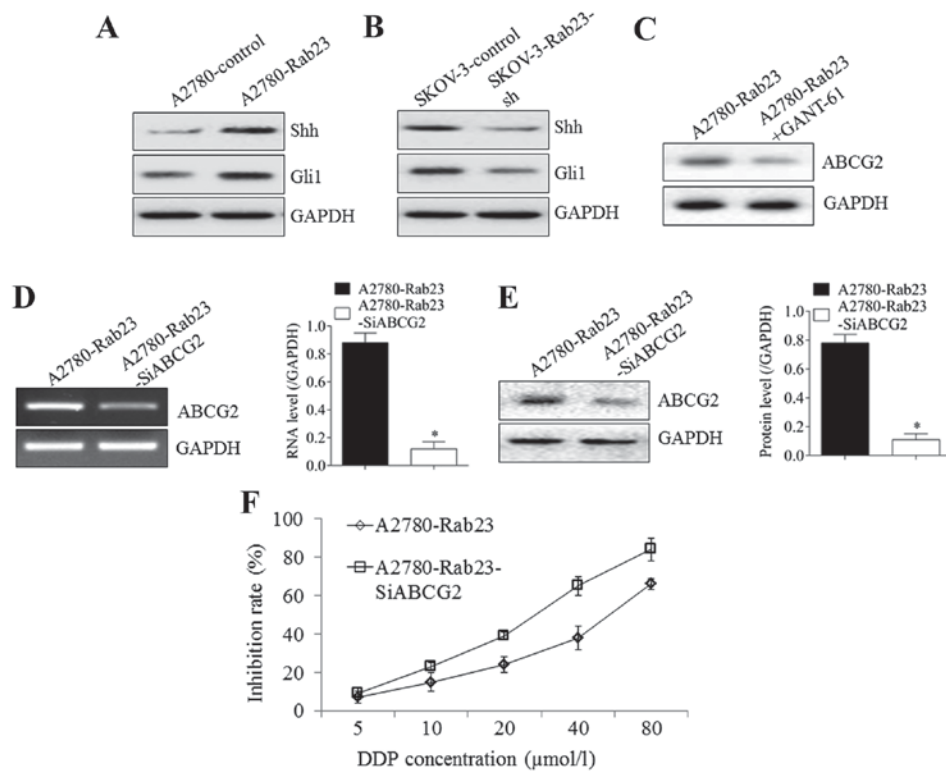 A
A2780-control
A2780-Rab23
Shh
Gli1
GAPDH
B
SKOV-3-control
SKOV-3-Rab23-
sh
Shh
Gli1
GAPDH
C
A2780-Rab23
A2780-Rab23
+GANT-61
ABCG2
GAPDH
D
A2780-Rab23
A2780-Rab23
-SiABCG2
ABCG2
GAPDH
A2780-Rab23
A2780-Rab23
-SiABCG2
RNA level (/GAPDH)
1.0
0.8
0.6
0.4
0.2
0.0
*
E
A2780-Rab23
A2780-Rab23
-SiABCG2
ABCG2
GAPDH
A2780-Rab23
A2780-Rab23
-SiABCG2
Protein level (/GAPDH)
1.0
0.8
0.6
0.4
0.2
0.0
*
F
A2780-Rab23
A2780-Rab23-
SiABCG2
Inhibition rate (%)
100
80
60
40
20
0
5 10 20 40 80
DDP concentration (µmol/l)